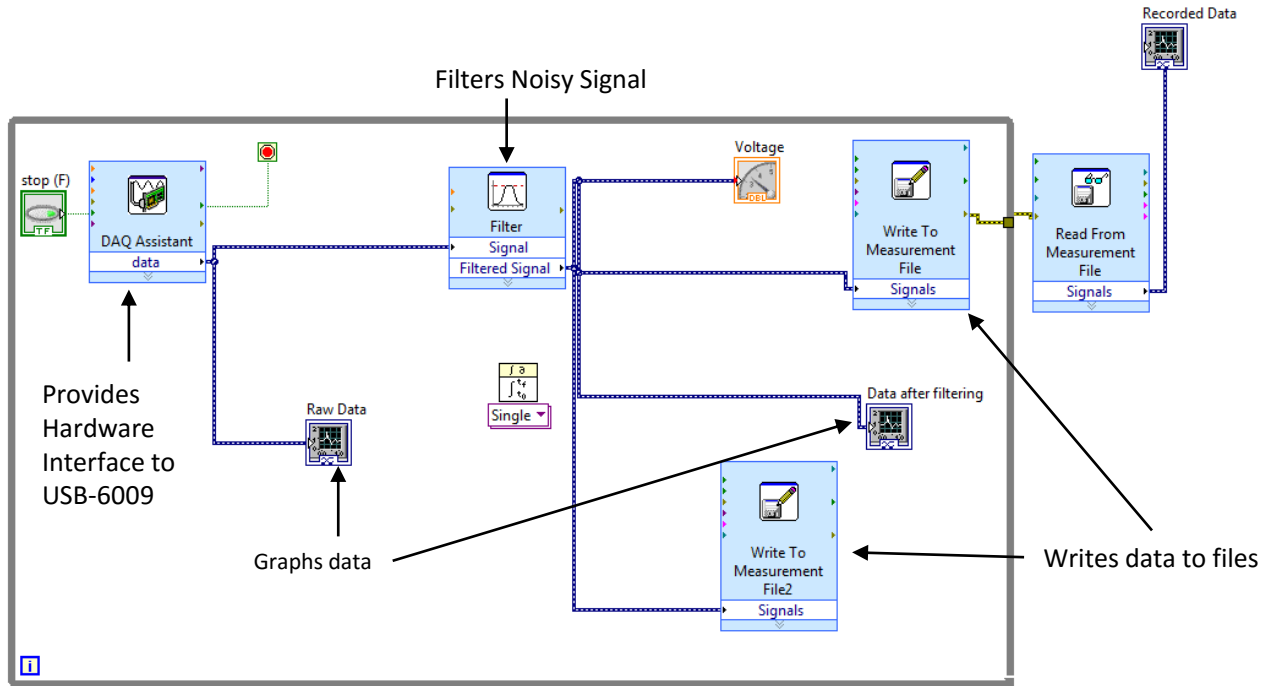 Recorded Data
Filters Noisy Signal
stop (F)
TF
DAQ Assistant
data
Filter
Signal
Filtered Signal
Voltage
DBL
Write To
Measurement
File
Signals
Read From
Measurement
File
Signals
Provides
Hardware
Interface to
USB-6009
Raw Data
Single
Data after filtering
Graphs data
Write To
Measurement
File2
Signals
Writes data to files
i